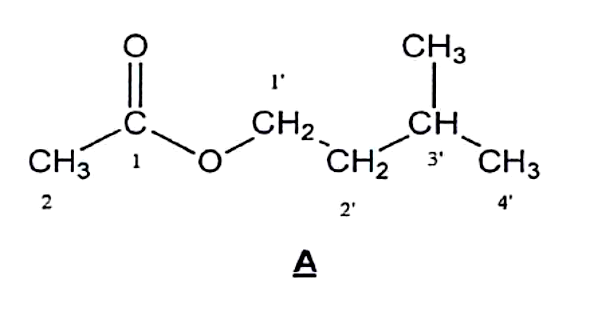 O CH3
1'
C CH2 CH
CH3 1 O CH2 3' CH3
2 2' 4'
A